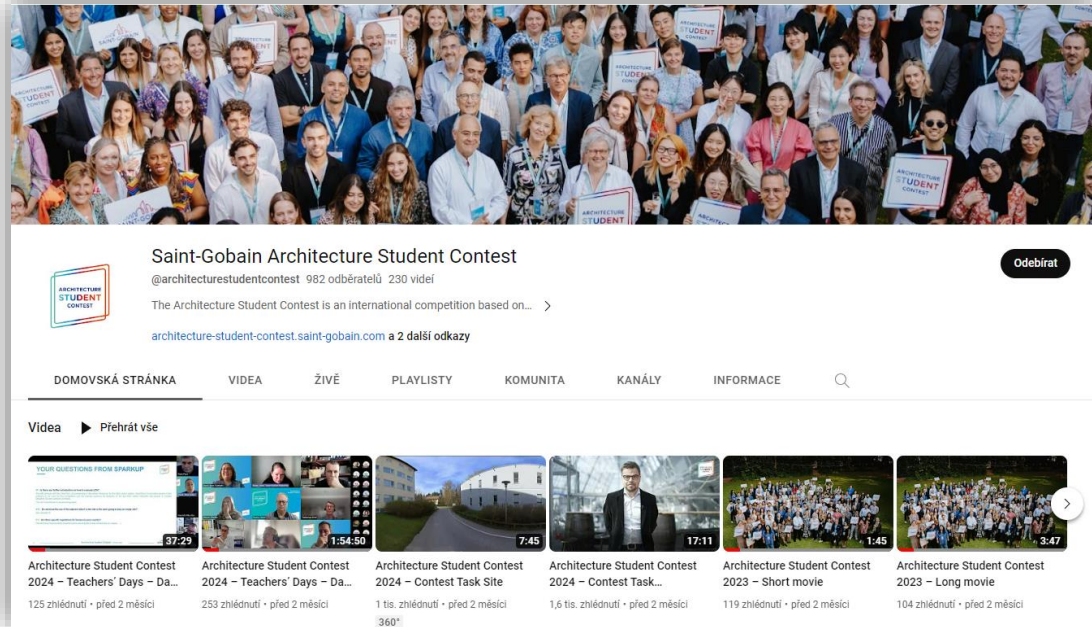 ARCHITECTURE
STUDENT
CONTEST
Saint-Gobain Architecture Student Contest
@architecturestudentcontest 982 odběratelů 230 videí
The Architecture Student Contest is an international competition based on...
architecture-student-contest.saint-gobain.com a 2 další odkazy
Odebírat
ARCHITECTURE
STUDENT
CONTEST
DOMOVSKÁ STRÁNKA VIDEA ŽIVĚ PLAYLISTY KOMUNITA KANÁLY INFORMACE
Videa Přehrát vše
YOUR QUESTIONS FROM SPARKUP
37:29
1:54:50
7:45
17:11
1:45
3:47
Architecture Student Contest
2024 – Teachers´ Days – Da...
125 zhlédnutí • před 2 měsíci
Architecture Student Contest
2024 – Teachers´ Days – Da...
253 zhlédnutí • před 2 měsíci
Architecture Student Contest
2024 – Contest Task Site
1 tis. zhlédnutí • před 2 měsíci
360°
Architecture Student Contest
2024 – Contest Task...
1,6 tis. zhlédnutí • před 2 měsíci
Architecture Student Contest
2023 – Short movie
119 zhlédnutí • před 2 měsíci
Architecture Student Contest
2023 – Long movie
104 zhlédnutí • před 2 měsíci